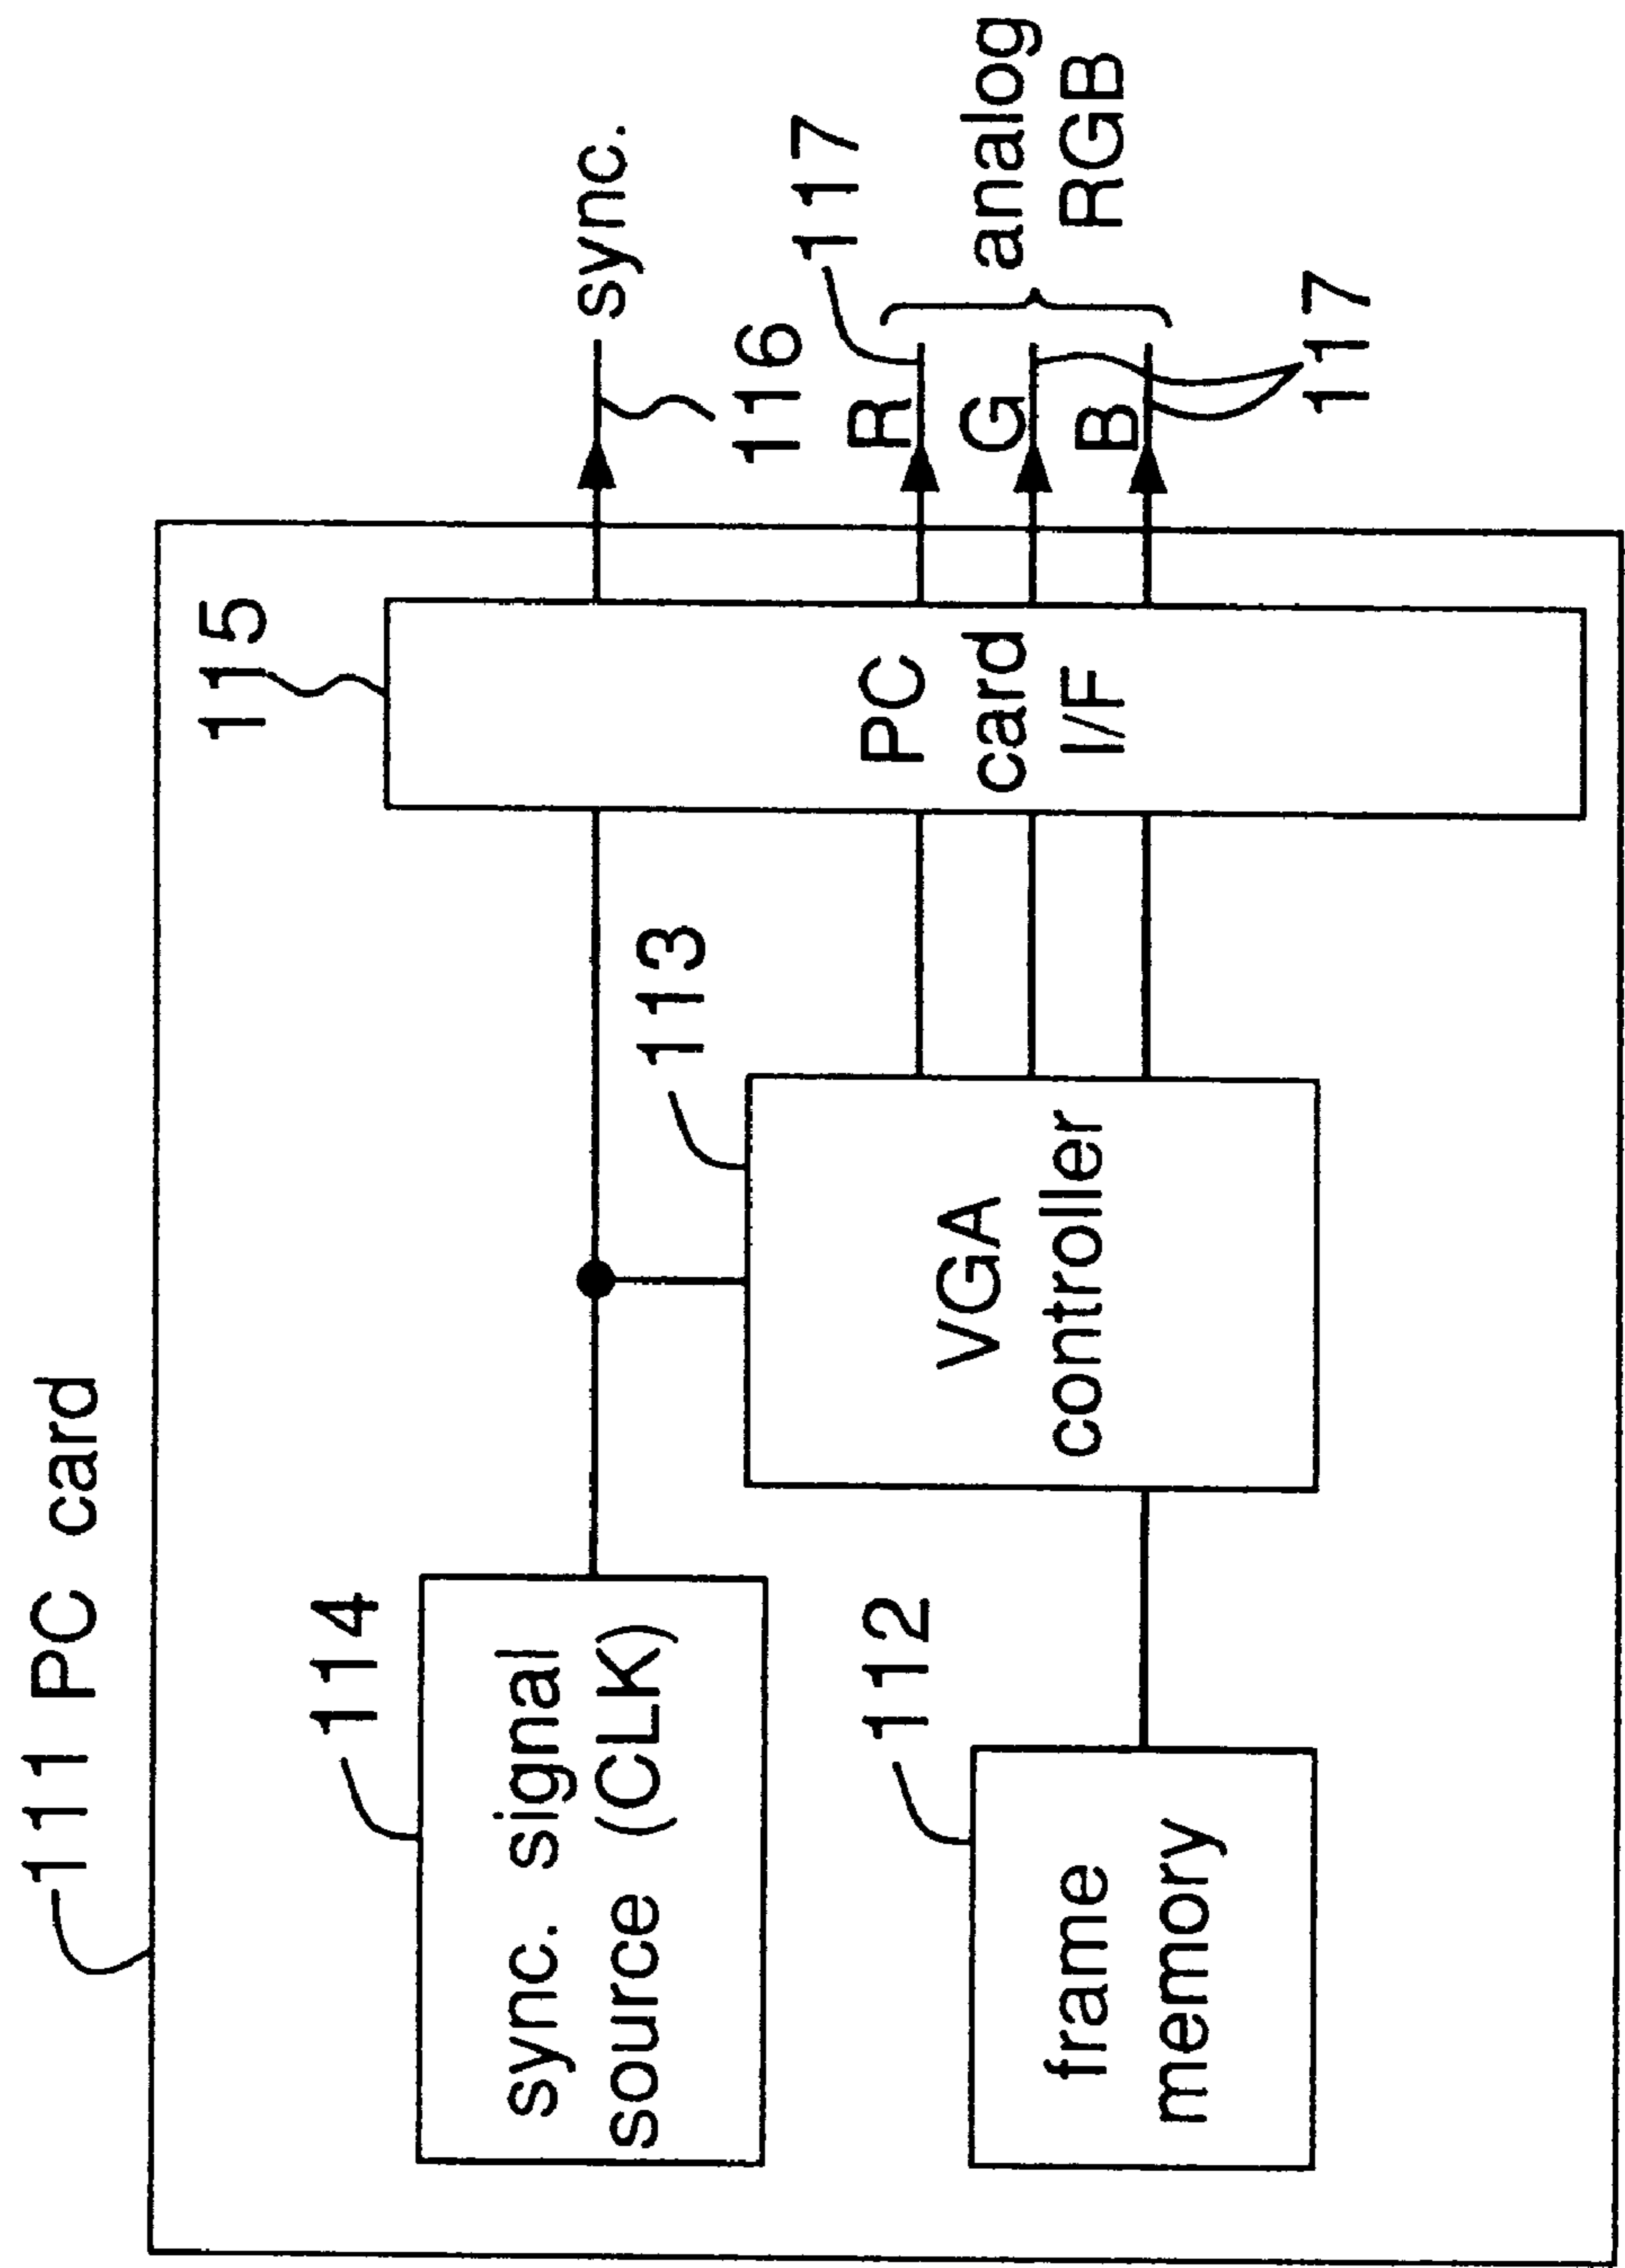 111 PC card
115
114
sync. signal
source (CLK)
sync.
116
113
117
112
VGA
controller
PC
card
I/F
R
G
B
analog
RGB
frame
memory
117